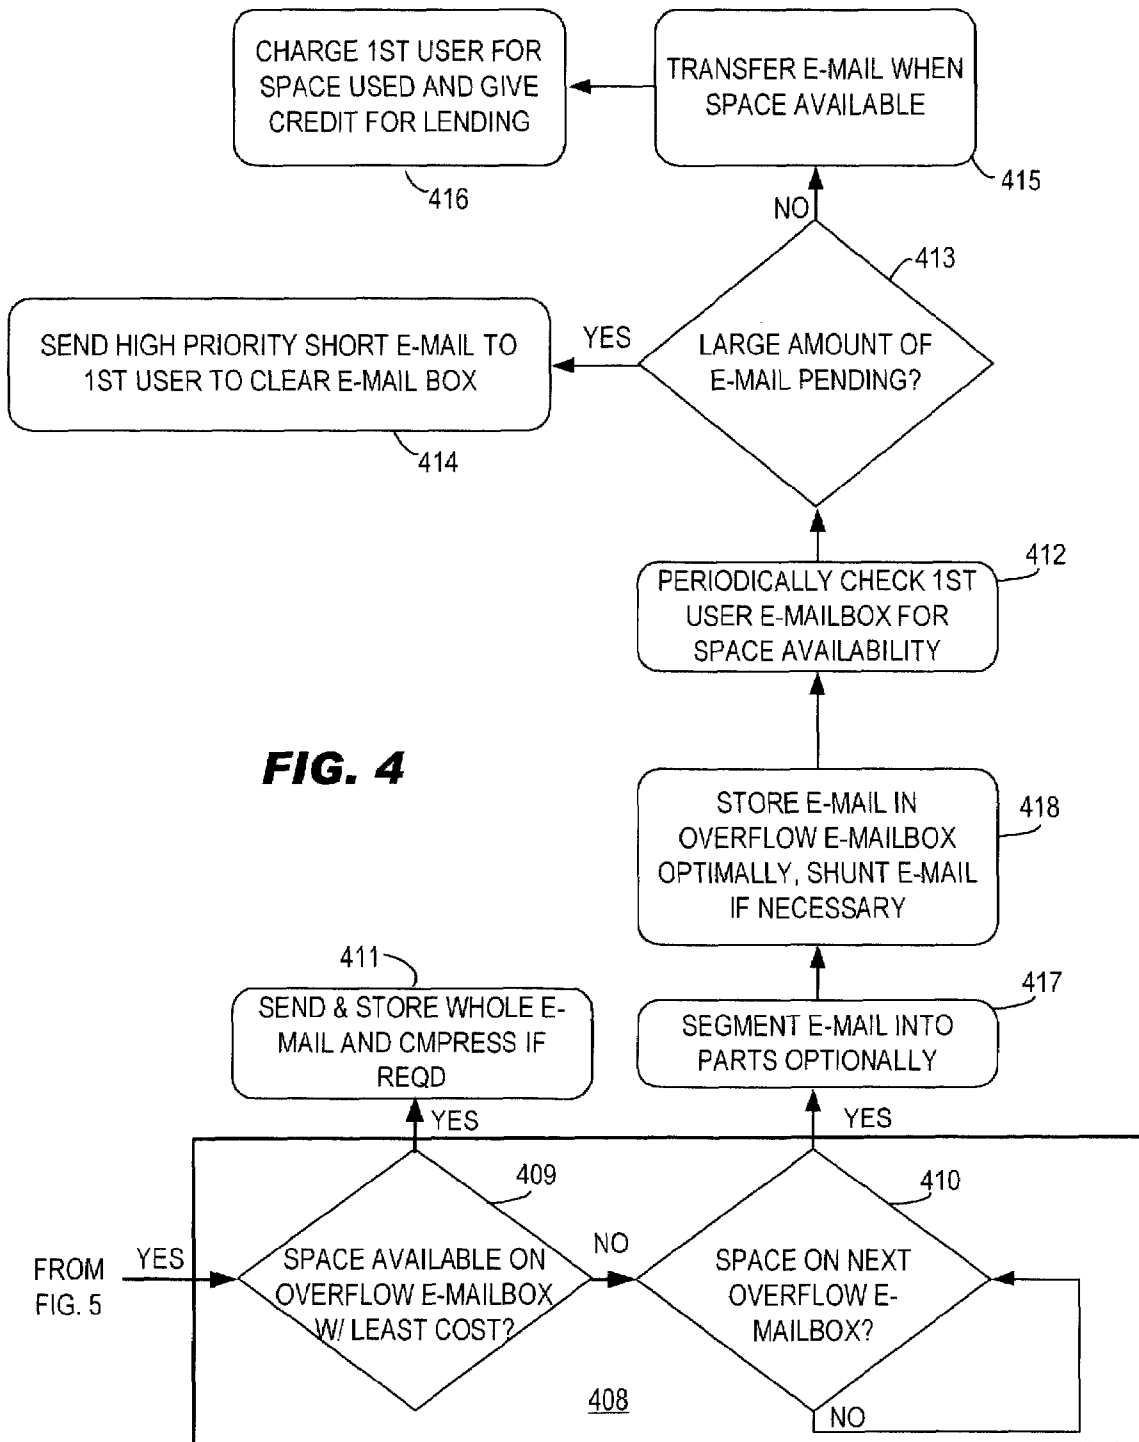 CHARGE 1ST USER FOR
SPACE USED AND GIVE
CREDIT FOR LENDING
416
TRANSFER E-MAIL WHEN
SPACE AVAILABLE
415
NO
413
LARGE AMOUNT OF
E-MAIL PENDING?
YES
SEND HIGH PRIORITY SHORT E-MAIL TO
1ST USER TO CLEAR E-MAIL BOX
414
412
PERIODICALLY CHECK 1ST
USER E-MAILBOX FOR
SPACE AVAILABILITY
FIG. 4
STORE E-MAIL IN
OVERFLOW E-MAILBOX
OPTIMALLY, SHUNT E-MAIL
IF NECESSARY
418
411
SEND & STORE WHOLE E-
MAIL AND CMPRESS IF
REQD
417
SEGMENT E-MAIL INTO
PARTS OPTIONALLY
YES
YES
409
410
FROM
FIG. 5
YES
SPACE AVAILABLE ON
OVERFLOW E-MAILBOX
W/ LEAST COST?
NO
SPACE ON NEXT
OVERFLOW E-
MAILBOX?
408
NO